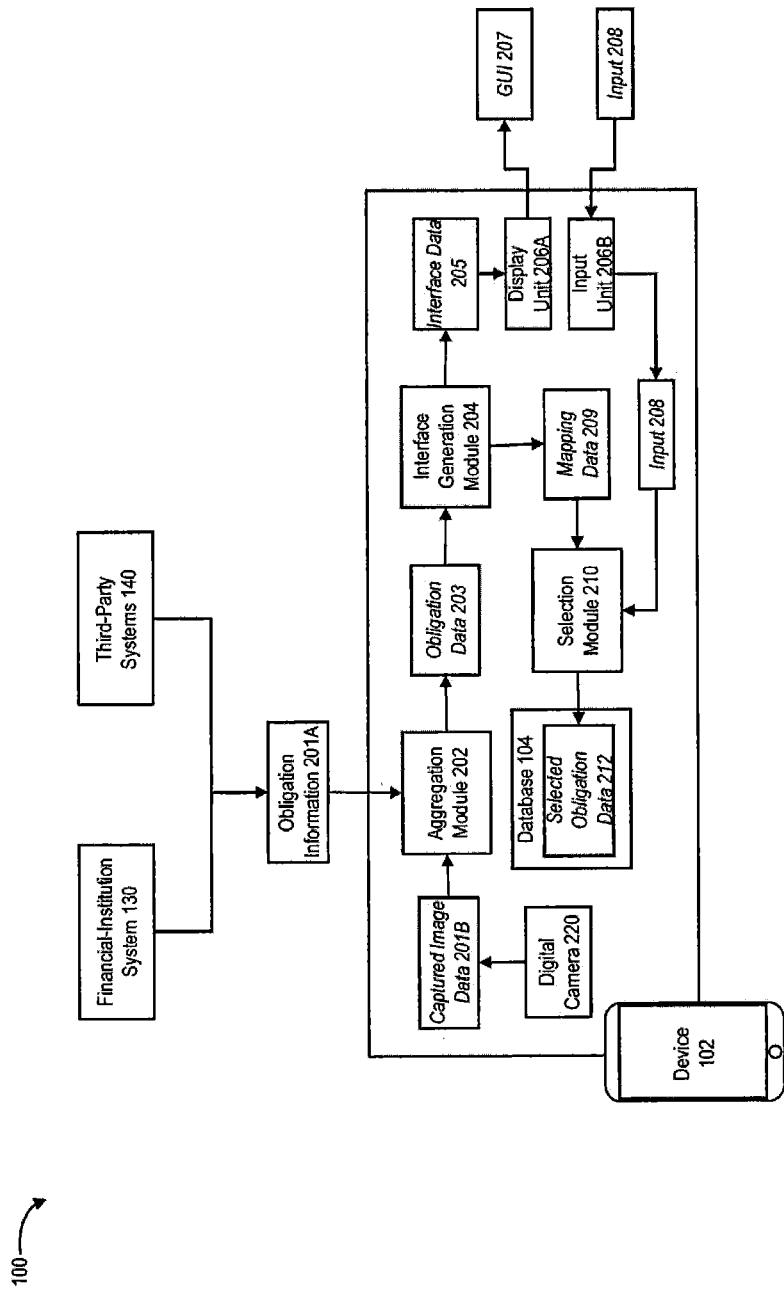 100
Financial-Institution
System 130
Third-Party
Systems 140
Obligation
Information 201A
Captured Image
Data 201B
Digital
Camera 220
Aggregation
Module 202
Database 104
Selected
Obligation
Data 212
Obligation
Data 203
Interface
Generation
Module 204
Selection
Module 210
Mapping
Data 209
Interface Data
205
Display
Unit 206A
Input
Unit 206B
Input 208
GUI 207
Input 208
Device
102